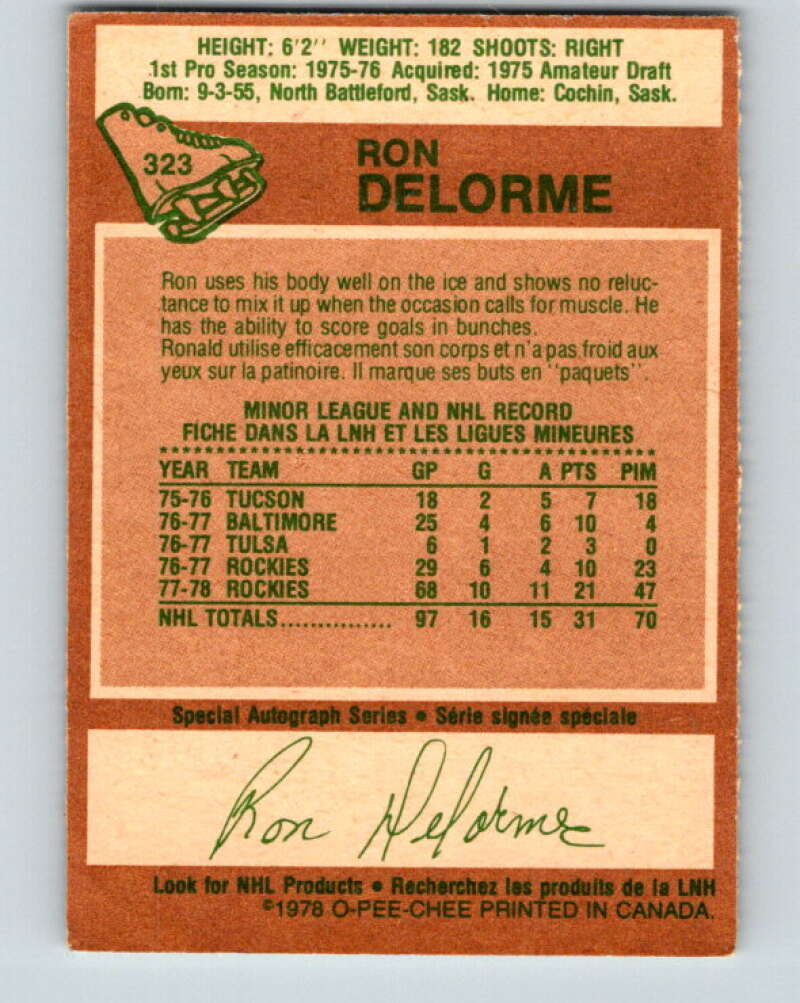 HEIGHT: 6'2'' WEIGHT: 182 SHOOTS: RIGHT
1st Pro Season: 1975-76 Acquired: 1975 Amateur Draft
Born: 9-3-55, North Battleford, Sask. Home: Cochin, Sask.
323
RON
DELORME
Ron uses his body well on the ice and shows no reluc-
tance to mix it up when the occasion calls for muscle. He
has the ability to score goals in bunches.
Ronald utilise efficacement son corps et n'a pas froid aux
yeux sur la patinoire. Il marque ses buts en ''paquets''.
MINOR LEAGUE AND NHL RECORD
FICHE DANS LA LNH ET LES LIGUES MINEURES
YEAR TEAM GP G A PTS PIM
75-76 TUCSON 18 2 5 7 18
76-77 BALTIMORE 25 4 6 10 4
76-77 TULSA 6 1 2 3 0
76-77 ROCKIES 29 6 4 10 23
77-78 ROCKIES 68 10 11 21 47
NHL TOTALS............... 97 16 15 31 70
Special Autograph Series • Série signée spéciale
Ron Delorme
Look for NHL Products • Recherchez les produits de la LNH
©1978 O-PEE-CHEE PRINTED IN CANADA.